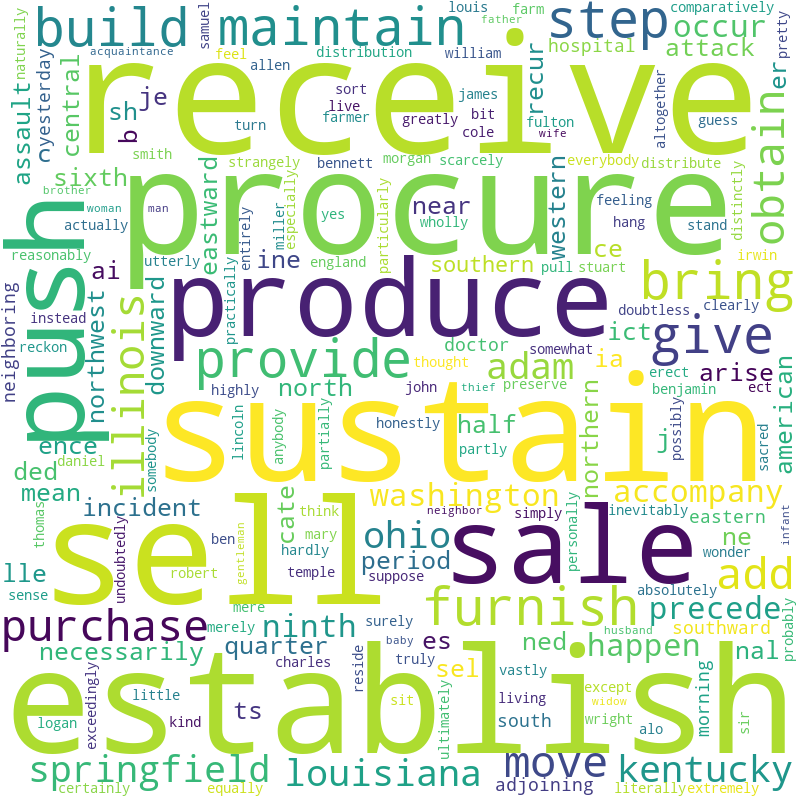 build
maintain
louis
father
farm
step
comparatively
occur
naturally
samuel
acquaintance
feel
distribution
william
hospital
attack
pretty
receive
allen
sort
live
james
bit
recur
yesterday
central
je
sh
b
turn
farmer
greatly
cole
wife
fulton
guess
er
altogether
assault
smith
strangely
bennett
morgan
scarcely
everybody
distribute
obtain
sixth
eastward
procure
brother
woman
man
actually
entirely
miller
especially
yes
particularly
near
wholly
western
feeling
hang
stand
distinctly
push
reasonably
utterly
ine
england
southern
pull
stuart
ce
irwin
ai
neighboring
northwest
illinois
downward
practically
produce
doubtless
clearly
bring
instead
reckon
provide
doctor
somewhat
ict
give
highly
north
thought
adam
ia
arise
american
john
thief
preserve
erect
benjamin
ect
sustain
honestly
half
partly
northern
j
possibly
sacred
ence
ded
daniel
somebody
lincoln
anybody
partially
mean
incident
cate
washington
accompany
neighbor
simply
inevitably
eastern
thomas
undoubtedly
sell
ben
think
mary
hardly
ohio
sale
personally
ne
wonder
infant
lle
sense
robert
gentleman
temple
suppose
period
absolutely
add
purchase
mere
merely
ninth
surely
furnish
precede
husband
southward
probably
necessarily
quarter
baby
es
ned
happen
nal
truly
sel
charles
reside
vastly
establish
exceedingly
little
kind
logan
ts
sit
ultimately
living
south
except
widow
wright
alo
morning
sir
springfield
louisiana
move
adjoining
kentucky
certainly
equally
literally
extremely